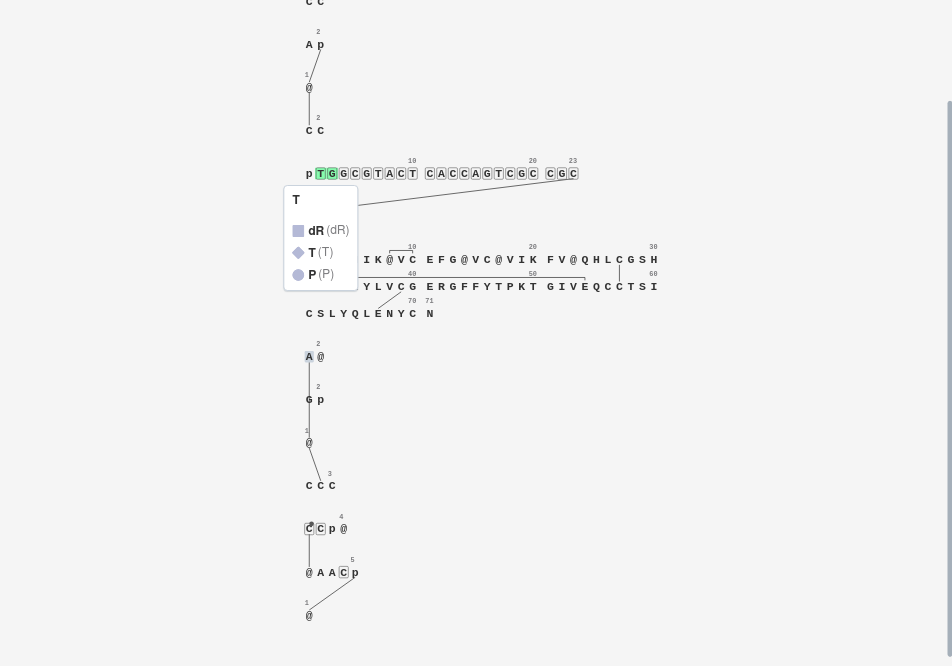 C C
2
A p
1
@
2
C C
10 20 23
p T G G C G T A C T C A C C A G T C G C C G C
T
dR (dR)
T (T)
P (P)
10 20 30
I K @ V C E F G @ V C @ V I K F V @ Q H L C G S H
40 50 60
Y L V C G E R G F F Y T P K T G I V E Q C C T S I
70 71
C S L Y Q L E N Y C N
2
A @
2
G p
1
@
3
C C C
4
C C p @
5
@ A A C p
1
@